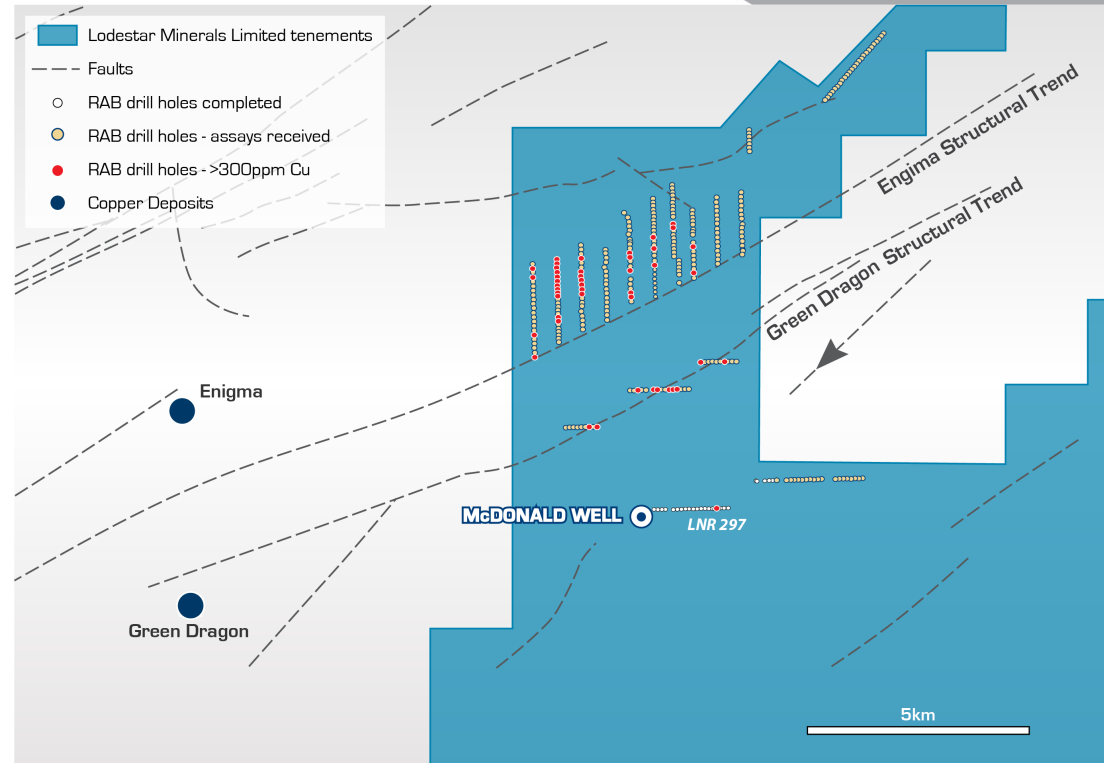 Lodestar Minerals Limited tenements
Faults
RAB drill holes completed
RAB drill holes - assays received
RAB drill holes - >300ppm Cu
Copper Deposits
Engima Structural Trend
Green Dragon Structural Trend
Enigma
McDONALD WELL
LNR 297
Green Dragon
5km